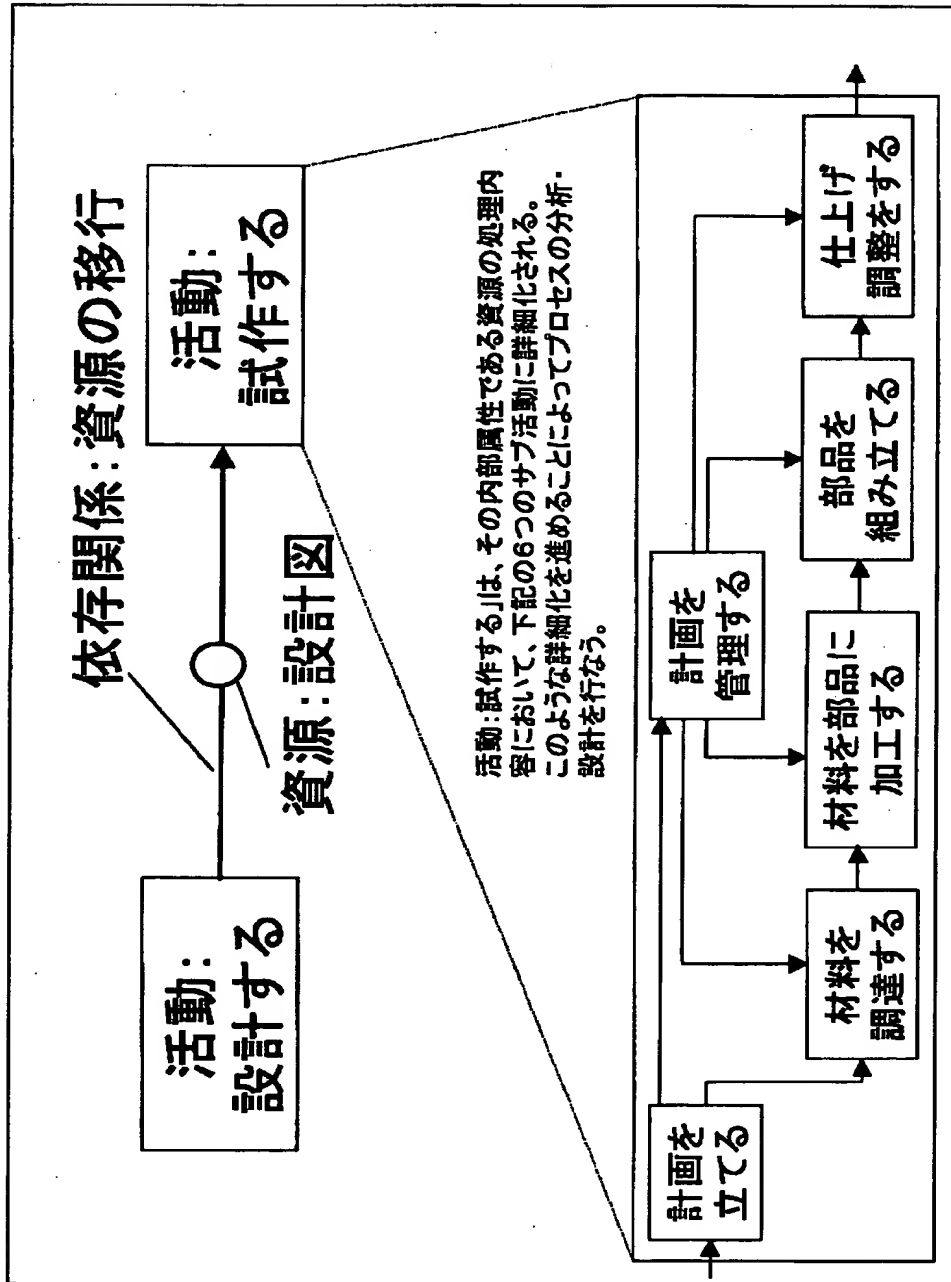 依存関係:資源の移行
活動:
設計する
活動:
試作する
資源:設計図
活動:試作する」は、その内部属性である資源の処理内
容において、下記の6つのサブ活動に詳細化される。
このような詳細化を進めることによってプロセスの分析・
設計を行なう。
計画を
立てる
計画を
管理する
材料を
調達する
材料を部品に
加工する
部品を
組み立てる
仕上げ
調整をする